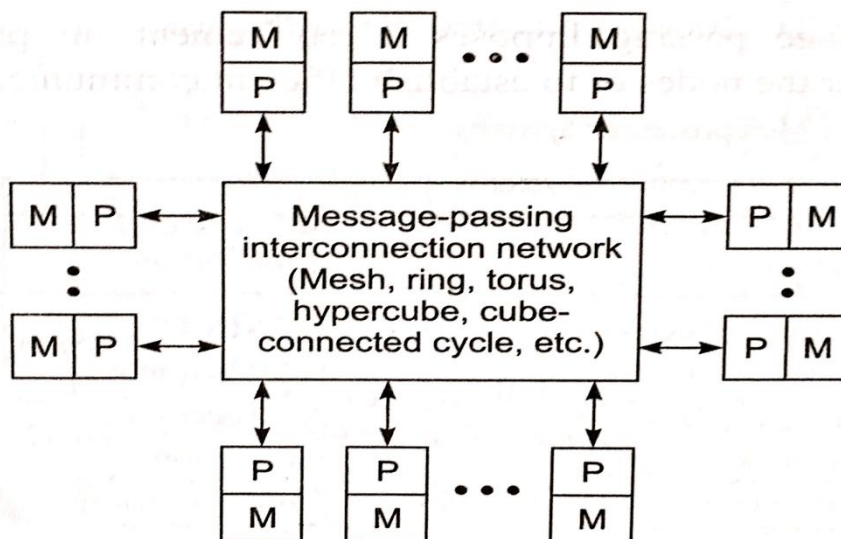 M M M
P P P
Message-passing
interconnection network
(Mesh, ring, torus,
hypercube, cube-
connected cycle, etc.)
M P
M P
P M
P M
P P P
M M M